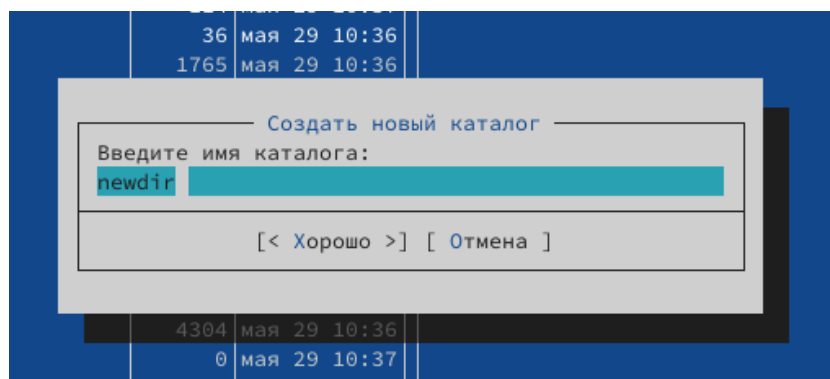 36 мая 29 10:36
1765 мая 29 10:36
Создать новый каталог
Введите имя каталога:
newdir
[< Хорошо >] [ Отмена ]
4304 мая 29 10:36
0 мая 29 10:37